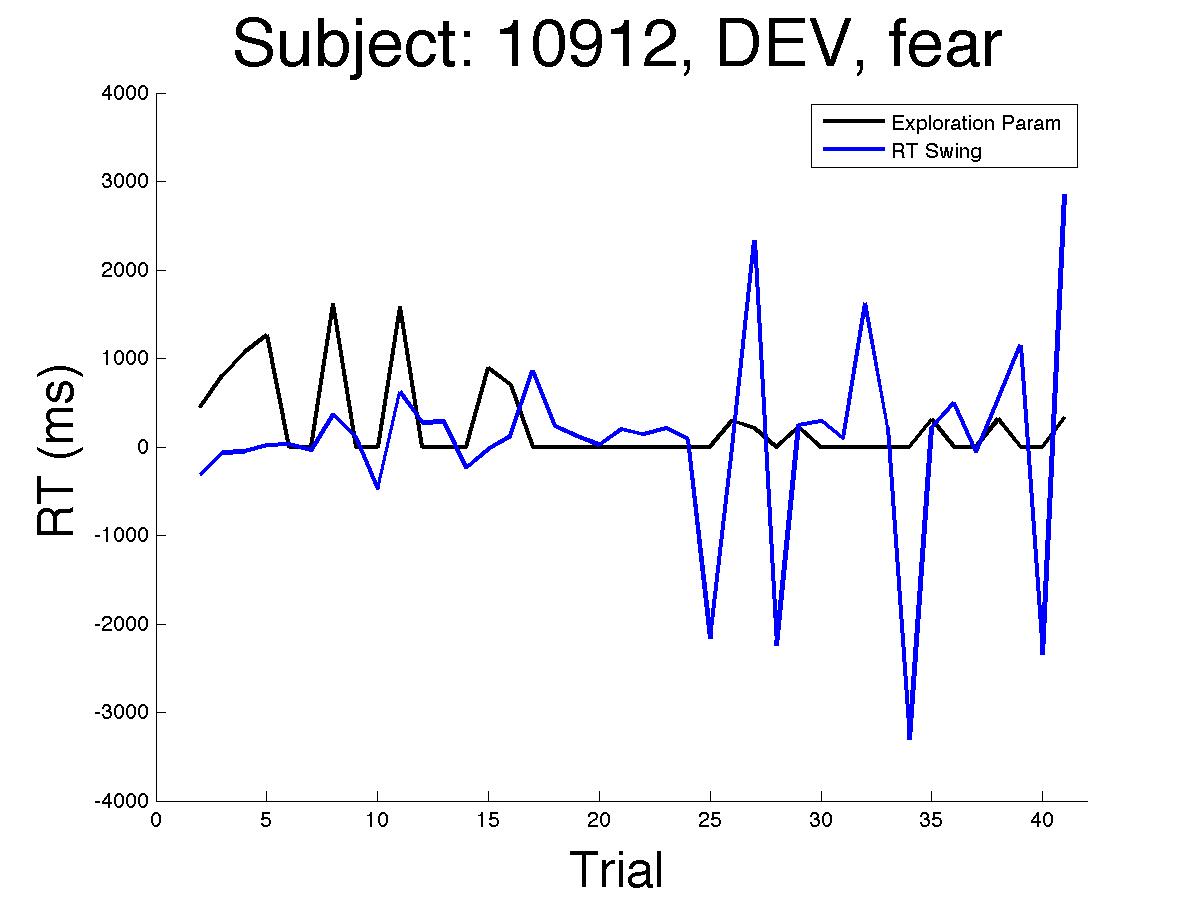 Subject: 10912, DEV, fear
4000
3000
2000
1000
0
-1000
-2000
-3000
-4000
RT (ms)
Exploration Param
RT Swing
0 5 10 15 20 25 30 35 40
Trial